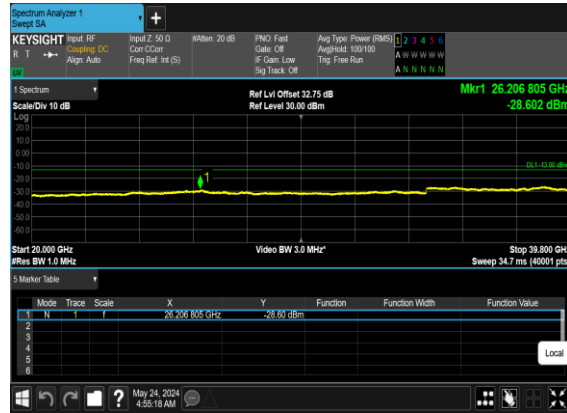 Spectrum Analyzer 1
Swept SA
+
KEYSIGHT
R T
LW
Input: RF
Coupling: DC
Align: Auto
Input Z: 50 Ω
Corr CCorr
Freq Ref: Int (S)
#Atten: 20 dB
PNO: Fast
Gate: Off
IF Gain: Low
Sig Track: Off
Avg Type: Power (RMS)
Avg|Hold: 100/100
Trig: Free Run
1 2 3 4 5 6
A W W W W W
A N N N N N
1 Spectrum
Scale/Div 10 dB
Ref Lvl Offset 32.75 dB
Ref Level 30.00 dBm
Mkr1 26.206 805 GHz
-28.602 dBm
Log
20.0
10.0
0.00
-10.0
-20.0
-30.0
-40.0
-50.0
-60.0
1
DL1 -13.00 dBm
Start 20.000 GHz
#Res BW 1.0 MHz
Video BW 3.0 MHz*
Stop 39.800 GHz
Sweep 34.7 ms (40001 pts)
5 Marker Table
Mode Trace Scale X Y Function Function Width Function Value
1 N 1 f 26.206 805 GHz -28.60 dBm
2
3
4
5
6
Local
?
May 24, 2024
4:55:18 AM